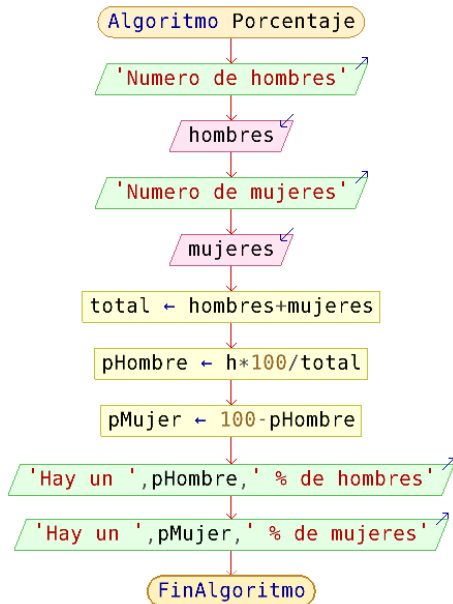 Algoritmo Porcentaje
'Numero de hombres'
hombres
'Numero de mujeres'
mujeres
total ← hombres+mujeres
pHombre ← h*100/total
pMujer ← 100-pHombre
'Hay un ',pHombre,' % de hombres'
'Hay un ',pMujer,' % de mujeres'
FinAlgoritmo